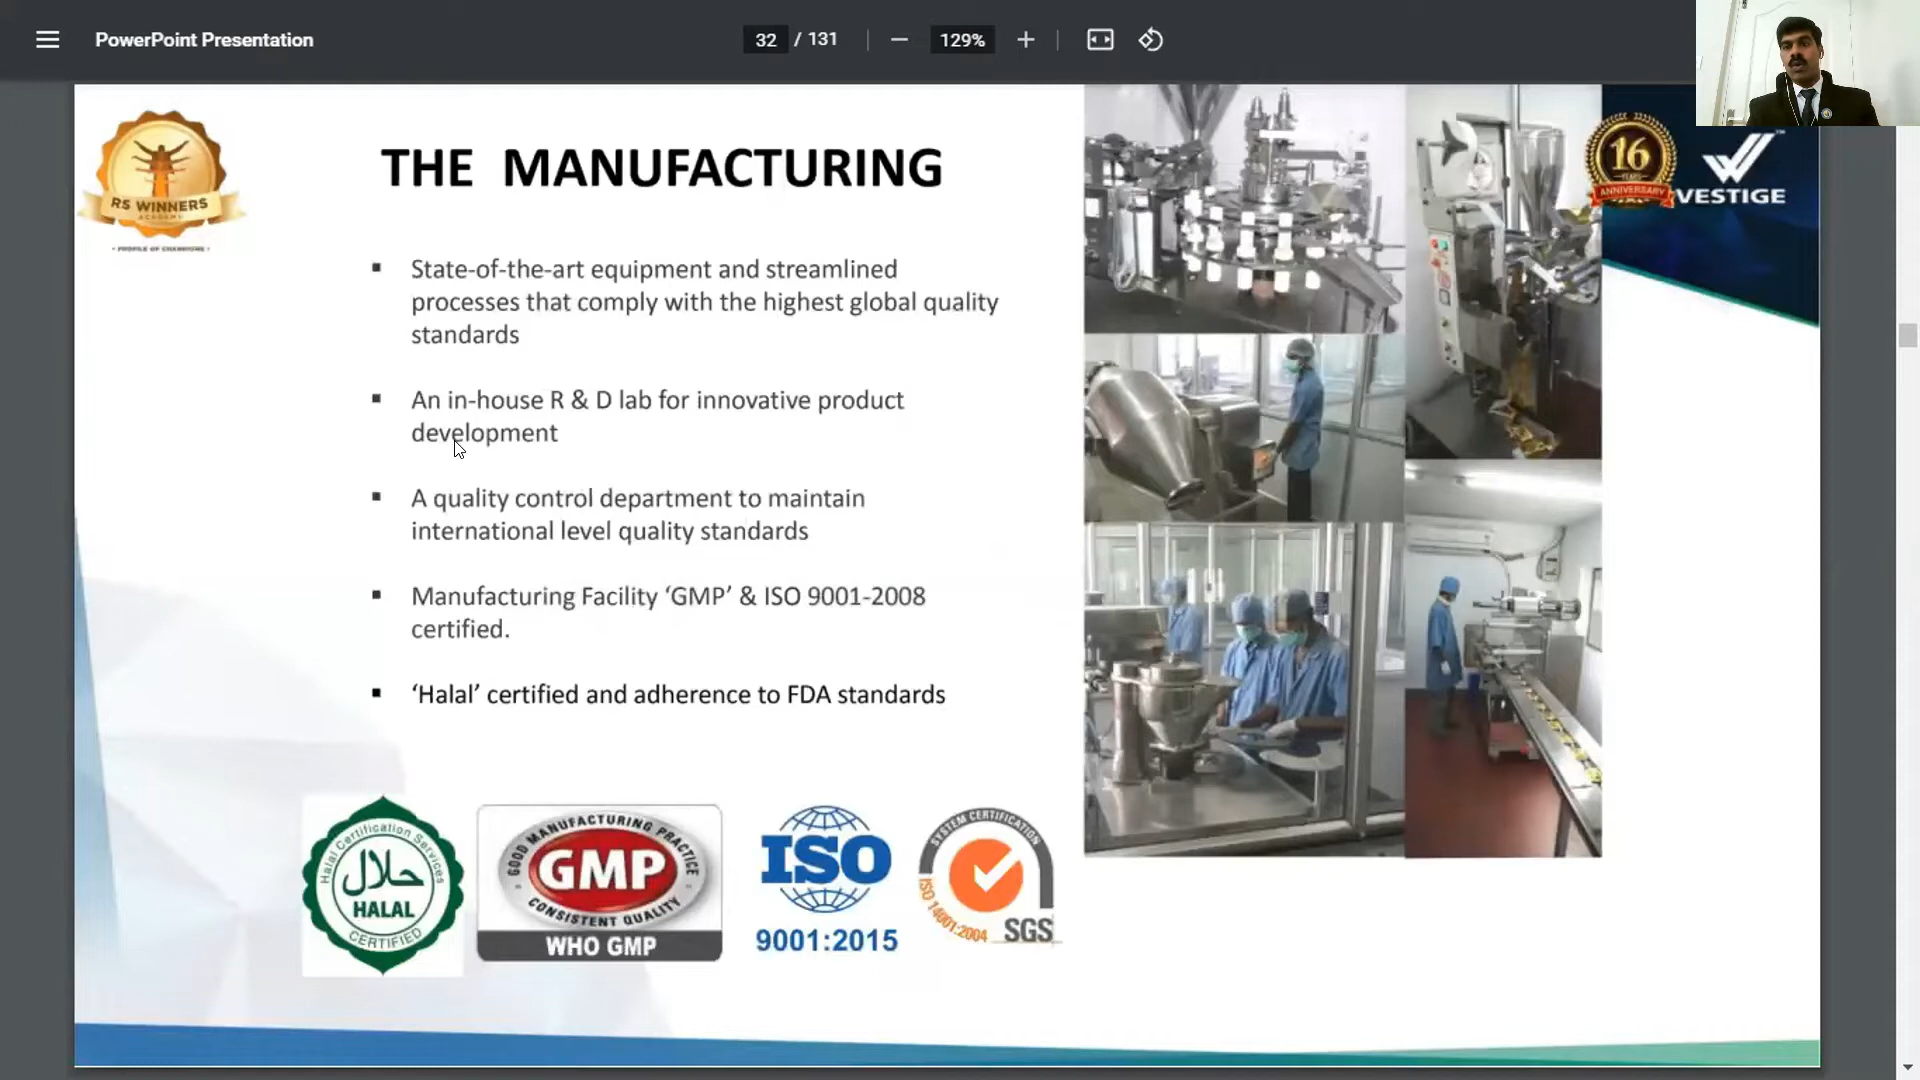 PowerPoint Presentation
32 / 131
129%
RS WINNERS
ACADEMY
• PROFILE OF CHAMPIONS •
THE MANUFACTURING
16
YEARS
ANNIVERSARY
VESTIGE
▪ State-of-the-art equipment and streamlined
processes that comply with the highest global quality
standards
▪ An in-house R & D lab for innovative product
development
▪ A quality control department to maintain
international level quality standards
▪ Manufacturing Facility ‘GMP’ & ISO 9001-2008
certified.
▪ ‘Halal’ certified and adherence to FDA standards
Halal Certification Services
حلال
HALAL
CERTIFIED
GOOD MANUFACTURING PRACTICE
GMP
CONSISTENT QUALITY
WHO GMP
ISO
9001:2015
SYSTEM CERTIFICATION
ISO 14001:2004
SGS